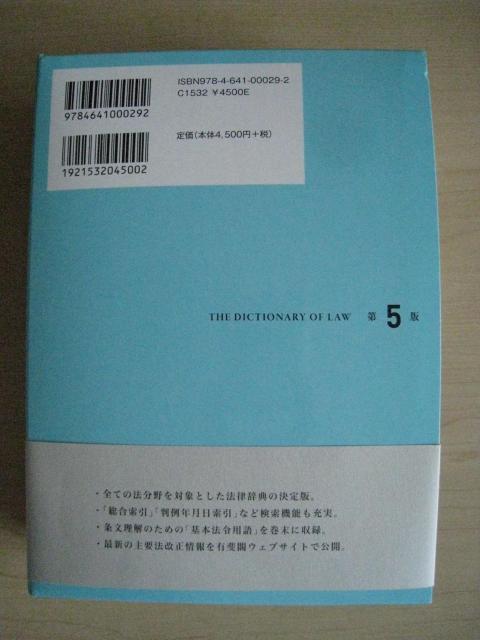 ISBN978-4-641-00029-2
C1532 ¥4500E
9784641000292
定価(本体4,500円+税)
1921532045002
THE DICTIONARY OF LAW 第5版
・全ての法分野を対象とした法律辞典の決定版。
・「総合索引」「判例年月日索引」など検索機能も充実。
・条文理解のための「基本法令用語」を巻末に収録。
・最新の主要法改正情報を有斐閣ウェブサイトで公開。